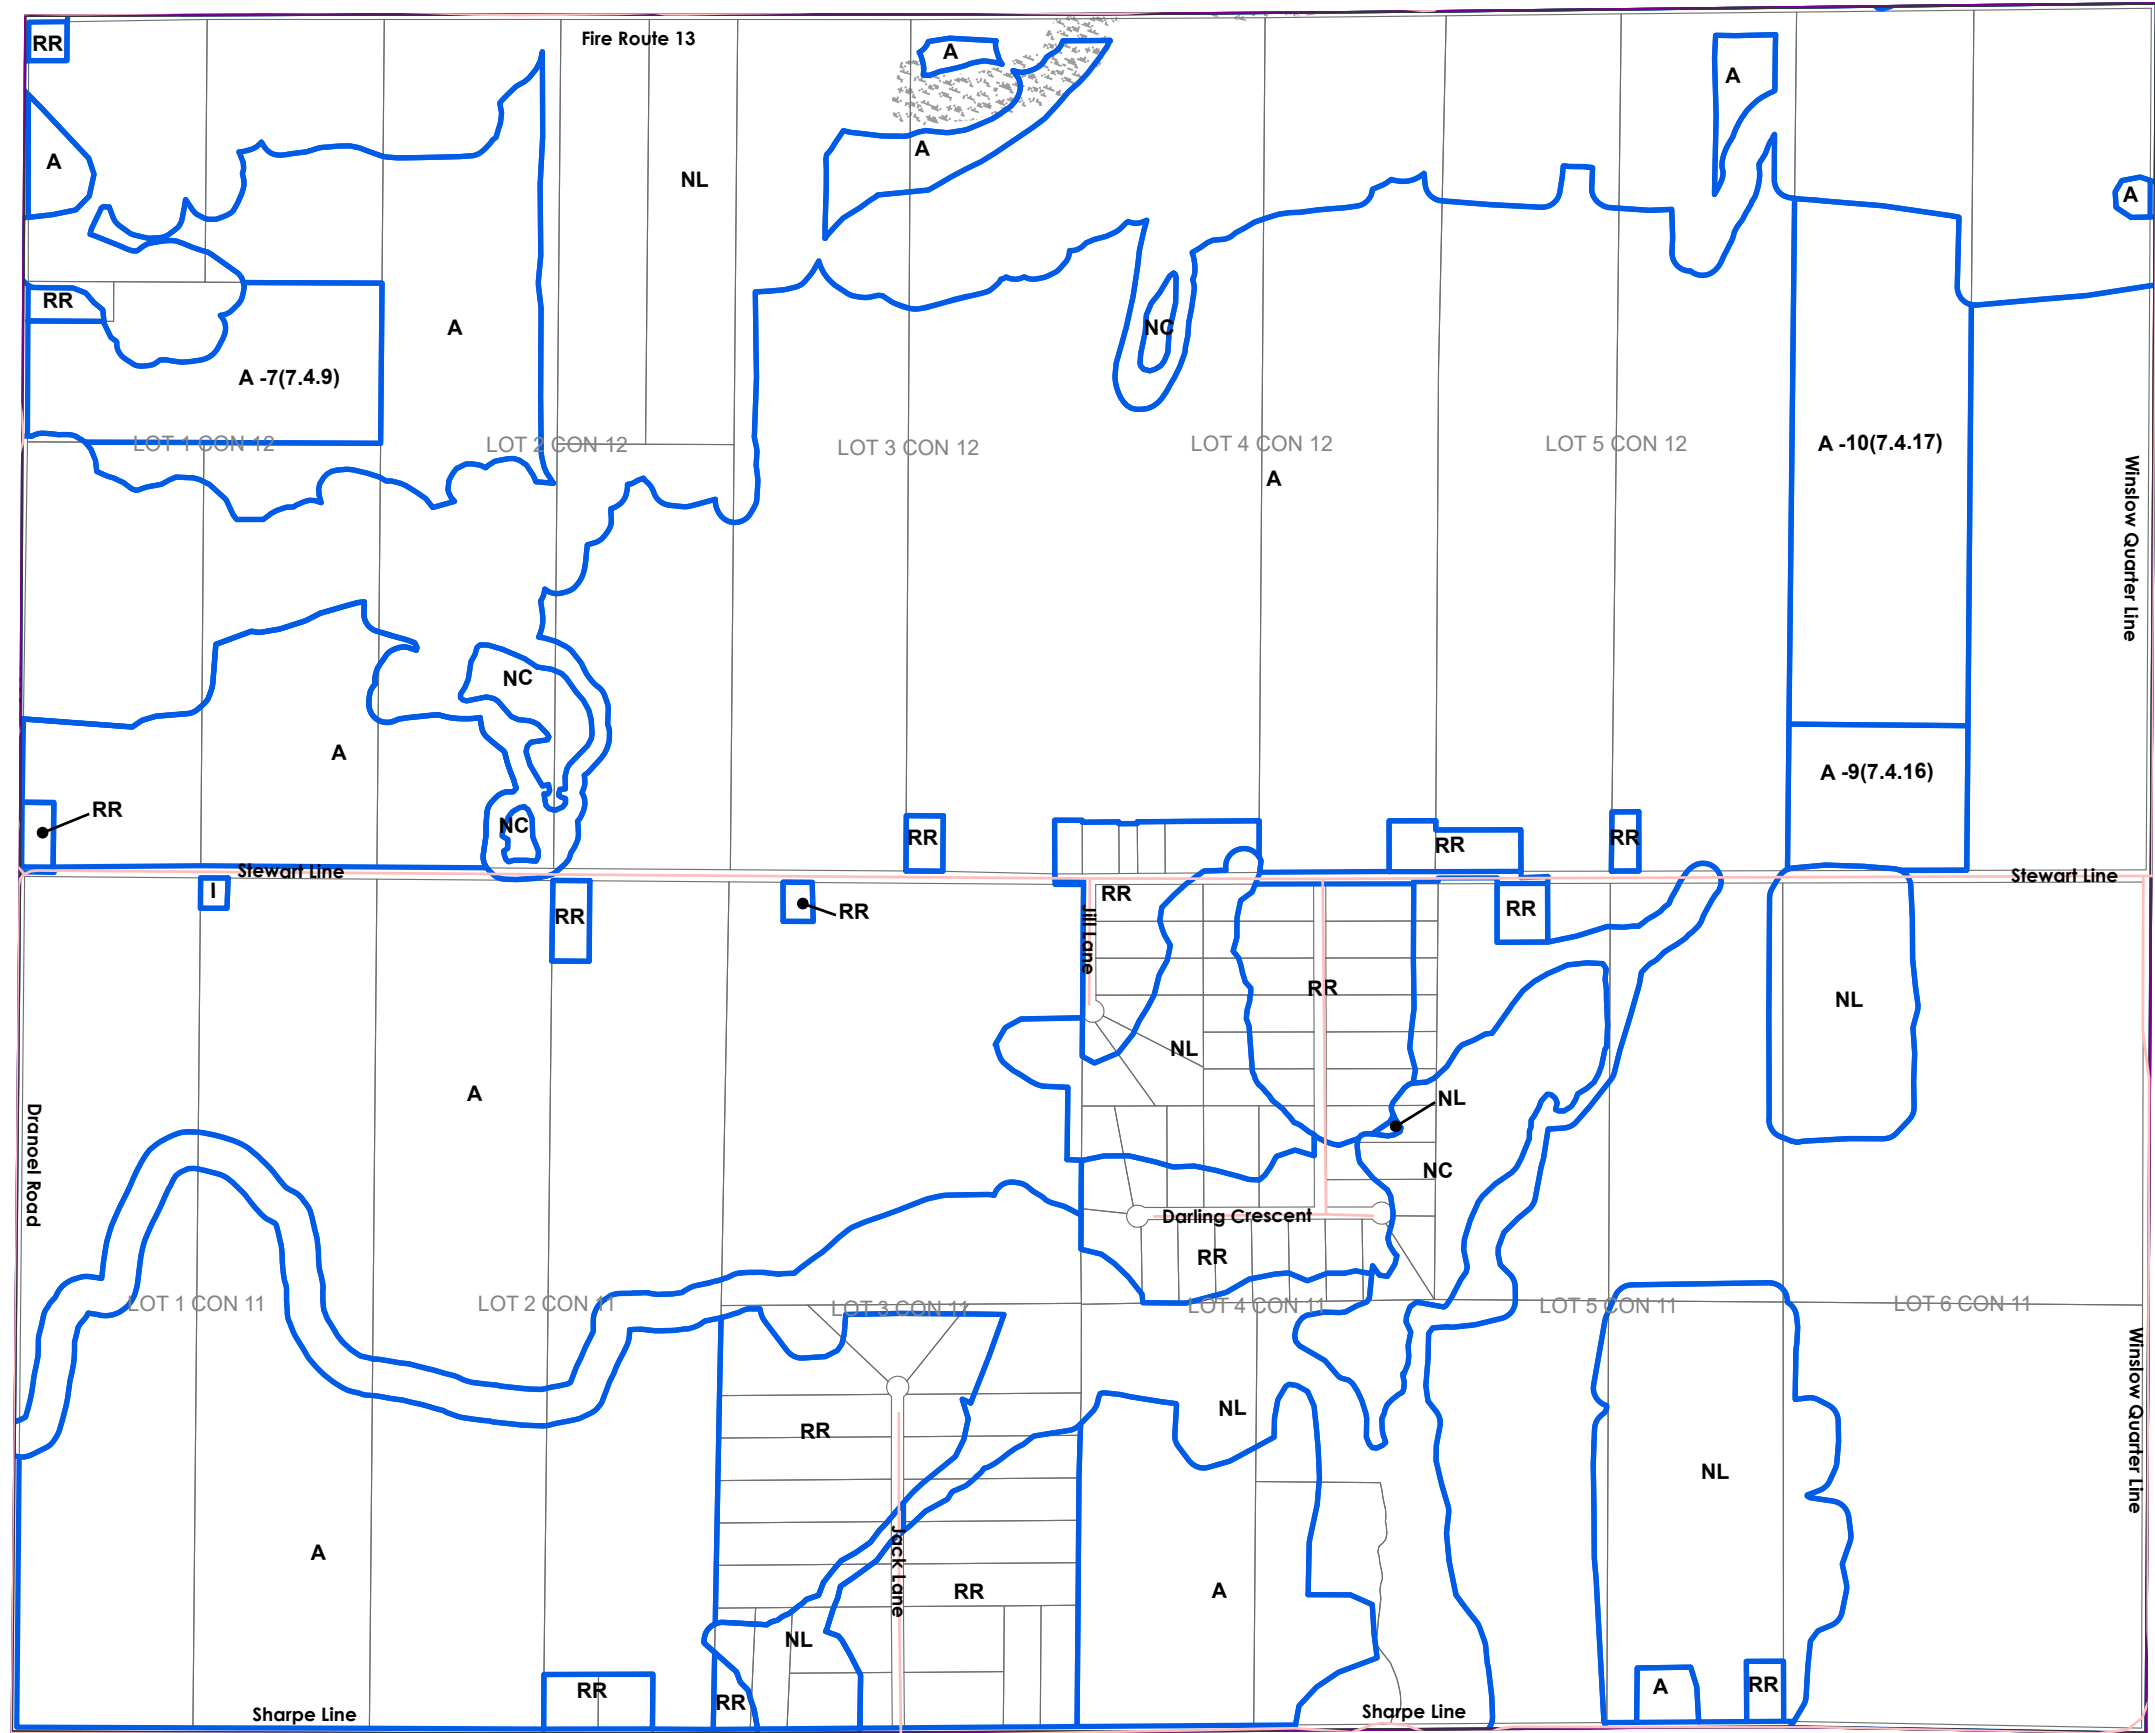 Fire Route 13
RR
A
A
A
A
NL
A
RR
A
NC
A -7(7.4.9)
LOT 1 CON 12
LOT 2 CON 12
LOT 3 CON 12
LOT 4 CON 12
LOT 5 CON 12
A -10(7.4.17)
A
Winslow Quarter Line
NC
A
A -9(7.4.16)
RR
NC
RR
RR
RR
Stewart Line
Stewart Line
I
RR
RR
RR
Jill Lane
RR
RR
NL
NL
A
NL
Dranoel Road
NC
Darling Crescent
RR
LOT 1 CON 11
LOT 2 CON 11
LOT 3 CON 11
LOT 4 CON 11
LOT 5 CON 11
LOT 6 CON 11
Winslow Quarter Line
NL
RR
NL
A
Jack Lane
RR
A
NL
RR
RR
A
RR
Sharpe Line
Sharpe Line